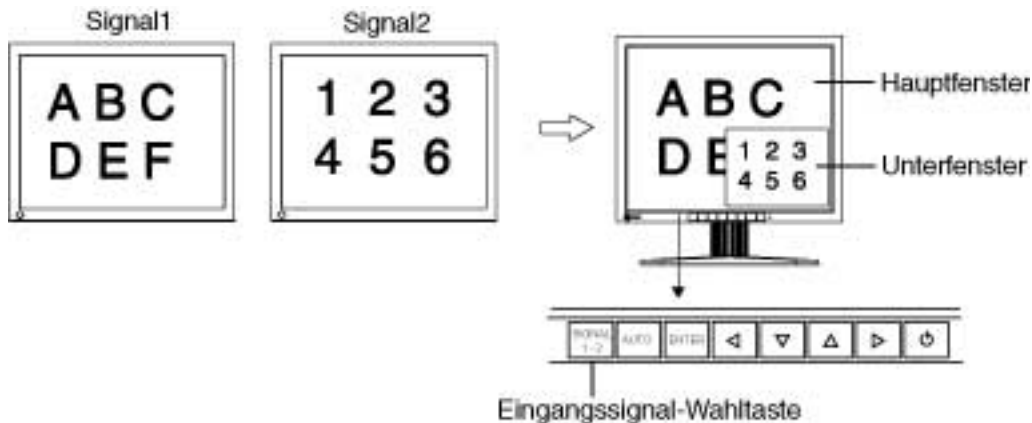 Signal1
A B C
D E F
Signal2
1 2 3
4 5 6
A B C
D E
1 2 3
4 5 6
Hauptfenster
Unterfenster
SIGNAL
1-2
AUTO
ENTER
Eingangssignal-Wahltaste